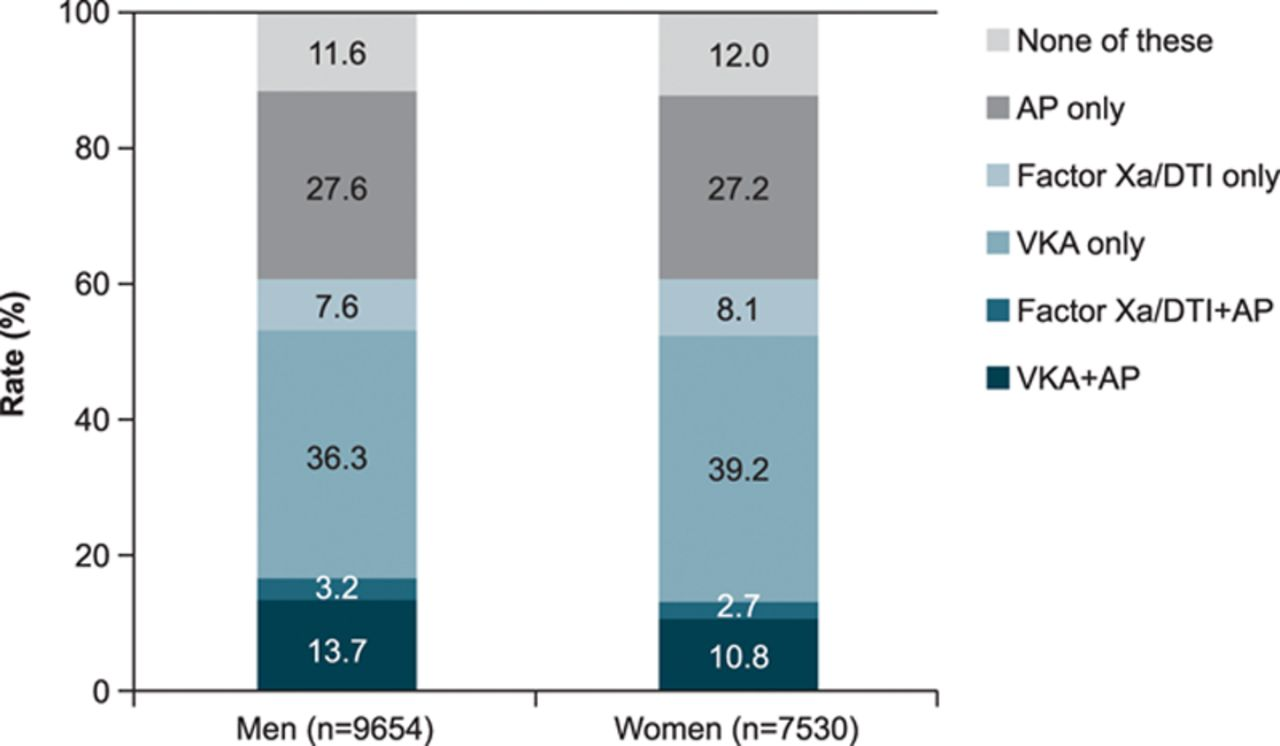 100
80
60
40
20
0
Rate (%)
11.6
27.6
7.6
36.3
3.2
13.7
12.0
27.2
8.1
39.2
2.7
10.8
Men (n=9654)
Women (n=7530)
None of these
AP only
Factor Xa/DTI only
VKA only
Factor Xa/DTI+AP
VKA+AP